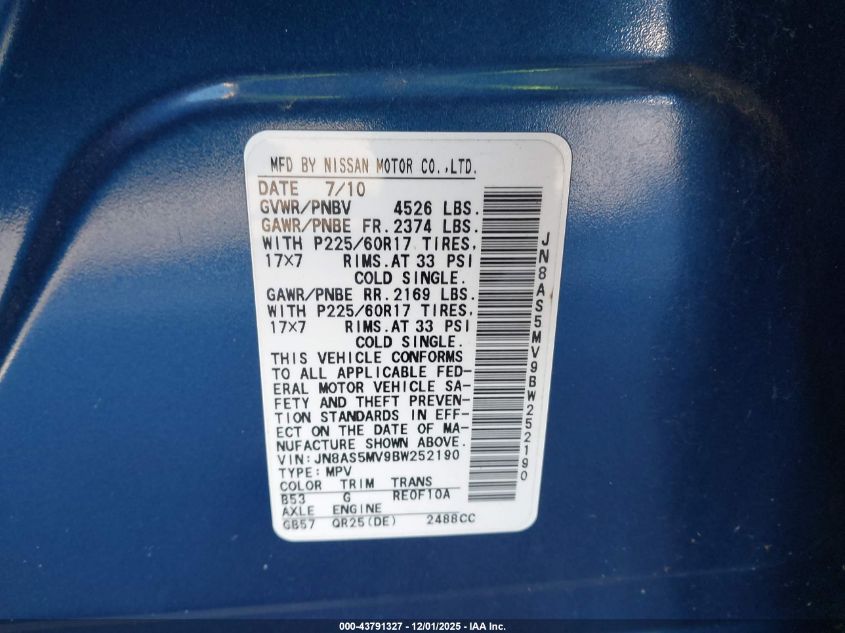 MFD BY NISSAN MOTOR CO.,LTD.
DATE 7/10
GVWR/PNBV 4526 LBS.
GAWR/PNBE FR. 2374 LBS.
WITH P225/60R17 TIRES,
17×7 RIMS.AT 33 PSI
COLD SINGLE.
GAWR/PNBE RR. 2169 LBS.
WITH P225/60R17 TIRES,
17×7 RIMS.AT 33 PSI
COLD SINGLE.
THIS VEHICLE CONFORMS
TO ALL APPLICABLE FED-
ERAL MOTOR VEHICLE SA-
FETY AND THEFT PREVEN-
TION STANDARDS IN EFF-
ECT ON THE DATE OF MA-
NUFACTURE SHOWN ABOVE.
VIN: JN8AS5MV9BW252190
TYPE: MPV
COLOR TRIM TRANS
B53 G RE0F10A
AXLE ENGINE
GB57 QR25(DE) 2488CC
JN8AS5MV9BW252190
000-43791327 - 12/01/2025 - IAA Inc.